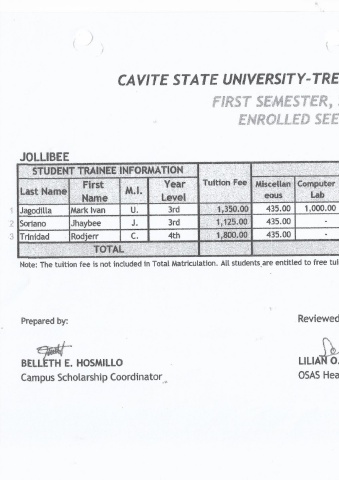 CAVITE STATE UNIVERSITY-TRE
FIRST SEMESTER,
ENROLLED SEE
JOLLIBEE
STUDENT TRAINEE INFORMATION
Last Name First Name M.I. Year Level Tuition Fee Miscellan eous Computer Lab
1 Jagodilla Mark Ivan U. 3rd 1,350.00 435.00 1,000.00
2 Soriano Jhaybee J. 3rd 1,125.00 435.00 -
3 Trinidad Rodjerr C. 4th 1,800.00 435.00 -
TOTAL
Note: The tuition fee is not included in Total Matriculation. All students are entitled to free tui
Prepared by: Reviewed
BELLETH E. HOSMILLO LILIAN O.
Campus Scholarship Coordinator OSAS Hea